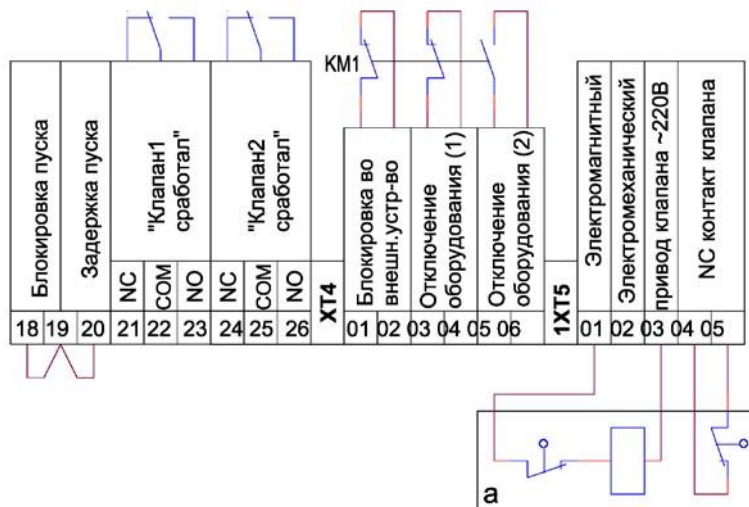 КМ1
Блокировка пуска
Задержка пуска
"Клапан1
сработал"
"Клапан2
сработал"
NC
COM
NO
NC
COM
NO
18
19
20
21
22
23
24
25
26
XT4
Блокировка во
внешн.устр-во
Отключение
оборудования (1)
Отключение
оборудования (2)
01
02
03
04
05
06
1XT5
Электромагнитный
Электромеханический
привод клапана ~220В
NC контакт клапана
01
02
03
04
05
а